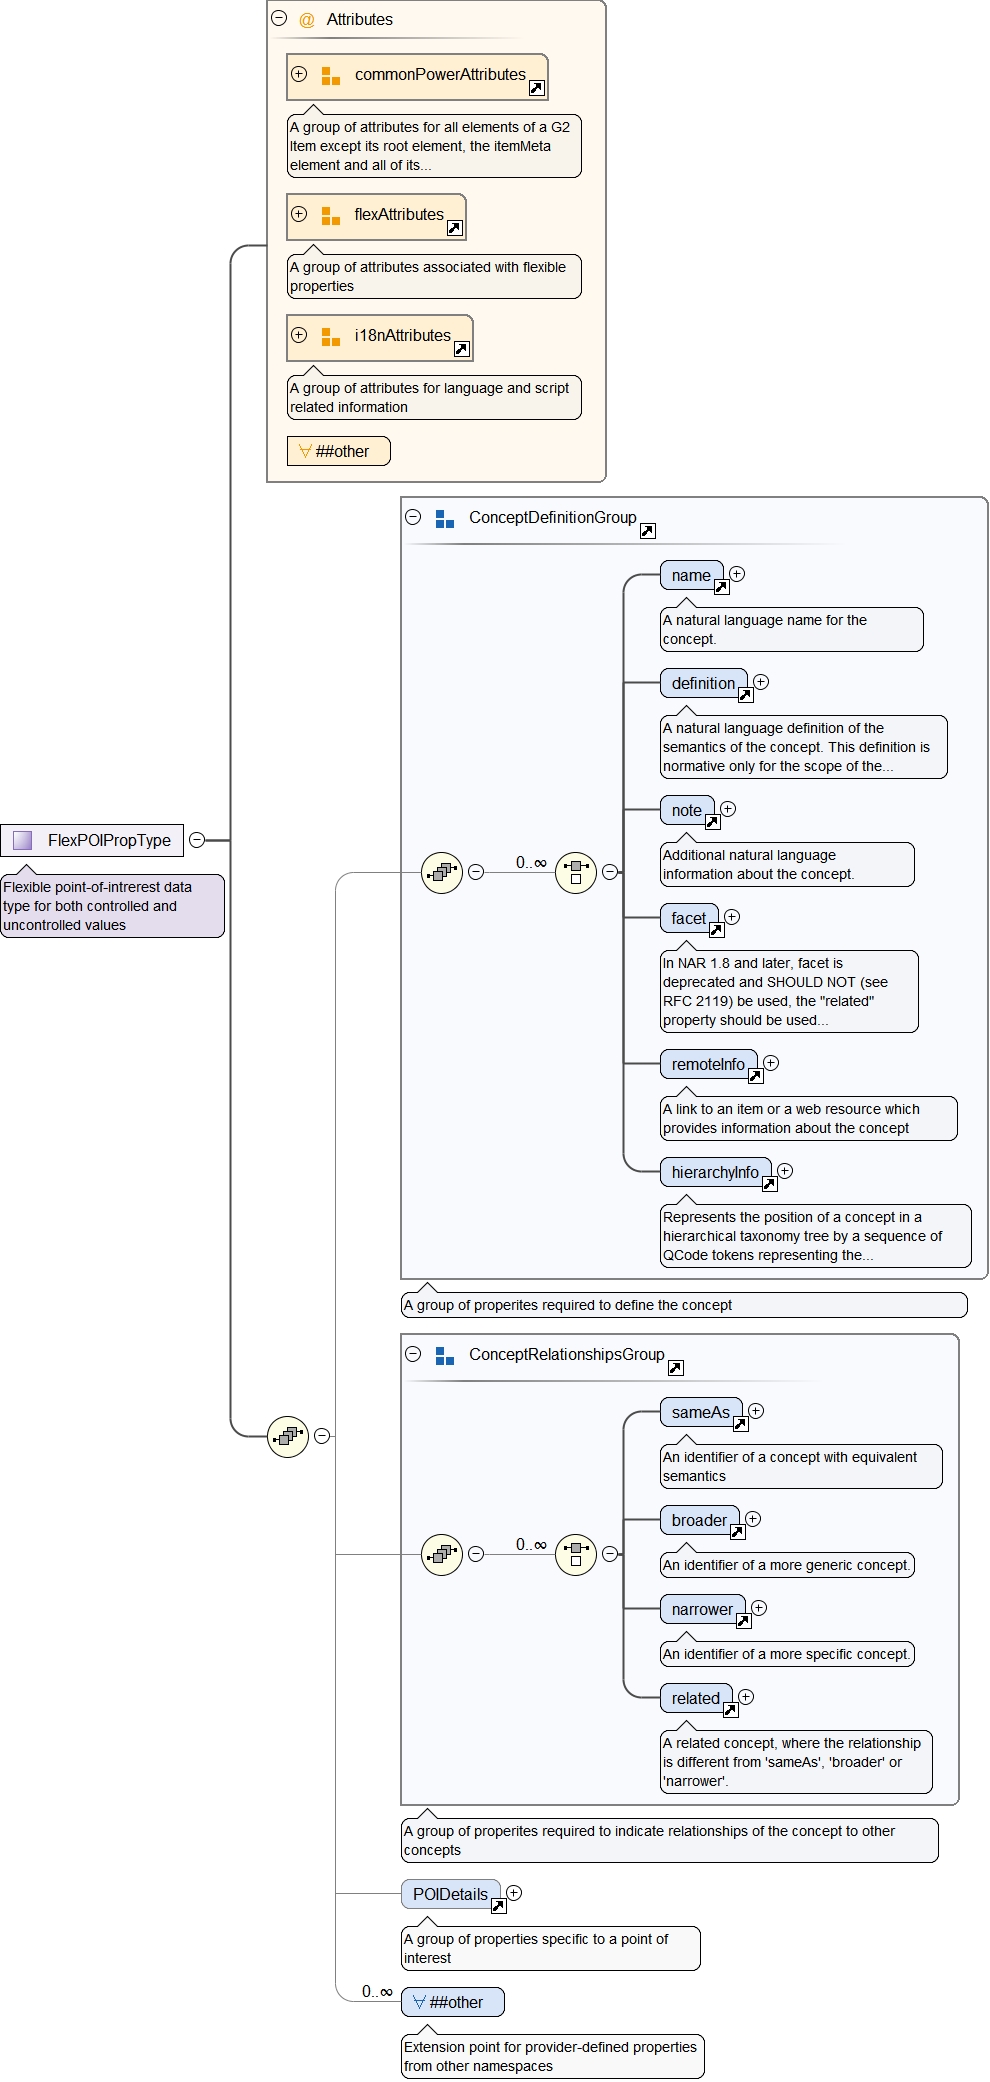 Attributes
commonPowerAttributes
A group of attributes for all elements of a G2
Item except its root element, the itemMeta
element and all of its...
flexAttributes
A group of attributes associated with flexible
properties
i18nAttributes
A group of attributes for language and script
related information
##other
ConceptDefinitionGroup
name
A natural language name for the
concept.
definition
A natural language definition of the
semantics of the concept. This definition is
normative only for the scope of the...
note
Additional natural language
information about the concept.
facet
In NAR 1.8 and later, facet is
deprecated and SHOULD NOT (see
RFC 2119) be used, the "related"
property should be used...
remoteInfo
A link to an item or a web resource which
provides information about the concept
hierarchyInfo
Represents the position of a concept in a
hierarchical taxonomy tree by a sequence of
QCode tokens representing the...
0..∞
A group of properites required to define the concept
FlexPOIPropType
Flexible point-of-intrerest data
type for both controlled and
uncontrolled values
ConceptRelationshipsGroup
sameAs
An identifier of a concept with equivalent
semantics
broader
An identifier of a more generic concept.
0..∞
narrower
An identifier of a more specific concept.
related
A related concept, where the relationship
is different from 'sameAs', 'broader' or
'narrower'.
A group of properites required to indicate relationships of the concept to other
concepts
POIDetails
A group of properties specific to a point of
interest
0..∞
##other
Extension point for provider-defined properties
from other namespaces